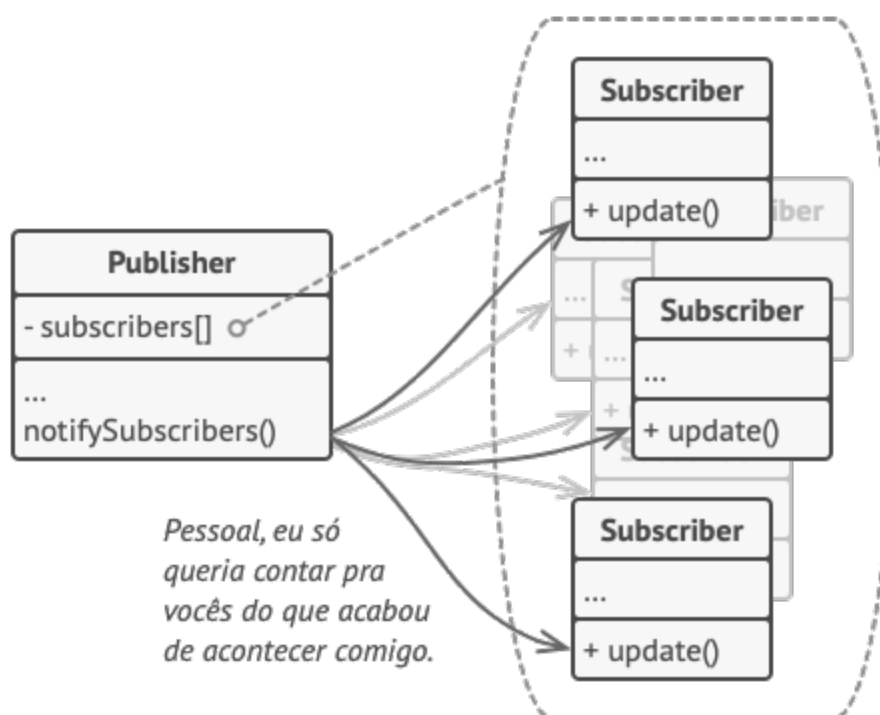 Subscriber
...
+ update()
iber
Publisher
- subscribers[]
...
notifySubscribers()
...
S
+
...
Subscriber
...
+ update()
+
S
Pessoal, eu só
queria contar pra
vocês do que acabou
de acontecer comigo.
Subscriber
...
+ update()